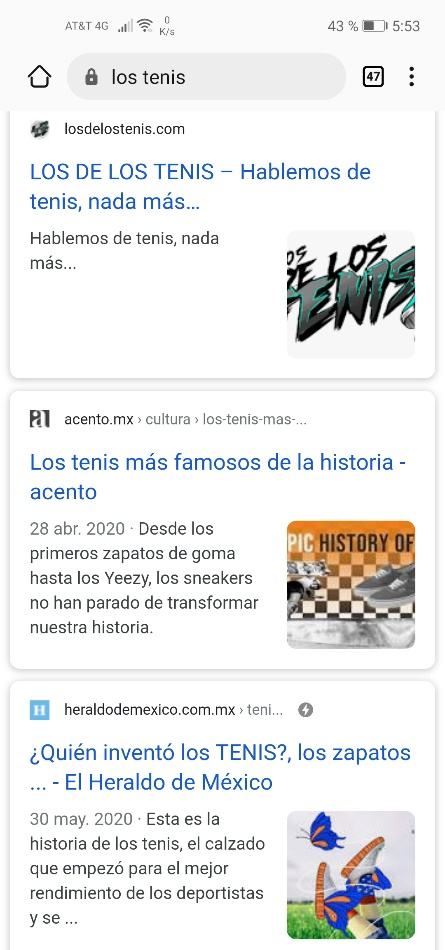 AT&T 4G 0 K/s 43 % 5:53
los tenis 47
losdelostenis.com
LOS DE LOS TENIS – Hablemos de
tenis, nada más...
Hablemos de tenis, nada
más...
OS
DE LOS
TENIS
acento.mx › cultura › los-tenis-mas-...
Los tenis más famosos de la historia -
acento
28 abr. 2020 · Desde los
primeros zapatos de goma
hasta los Yeezy, los sneakers
no han parado de transformar
nuestra historia.
PIC HISTORY OF
H heraldodemexico.com.mx › teni...
¿Quién inventó los TENIS?, los zapatos
... - El Heraldo de México
30 may. 2020 · Esta es la
historia de los tenis, el calzado
que empezó para el mejor
rendimiento de los deportistas
y se ...